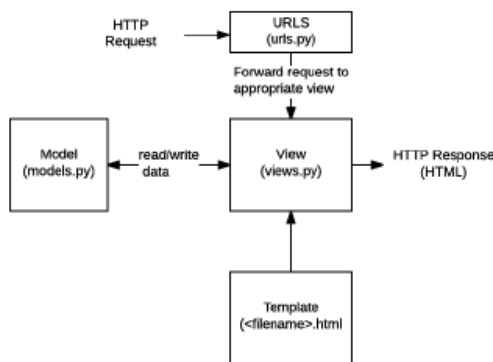 HTTP
Request
URLS
(urls.py)
Forward request to
appropriate view
Model
(models.py)
read/write
data
View
(views.py)
HTTP Response
(HTML)
Template
(<filename>.html